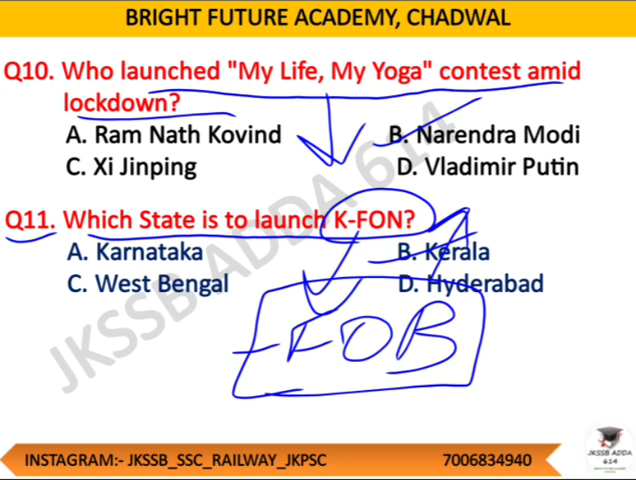 BRIGHT FUTURE ACADEMY, CHADWAL
Q10. Who launched "My Life, My Yoga" contest amid
lockdown?
A. Ram Nath Kovind
B. Narendra Modi
C. Xi Jinping
D. Vladimir Putin
Q11. Which State is to launch K-FON?
A. Karnataka
B. Kerala
C. West Bengal
D. Hyderabad
FOB
JKSSB ADDA 614
INSTAGRAM:- JKSSB_SSC_RAILWAY_JKPSC
7006834940
JKSSB ADDA
614